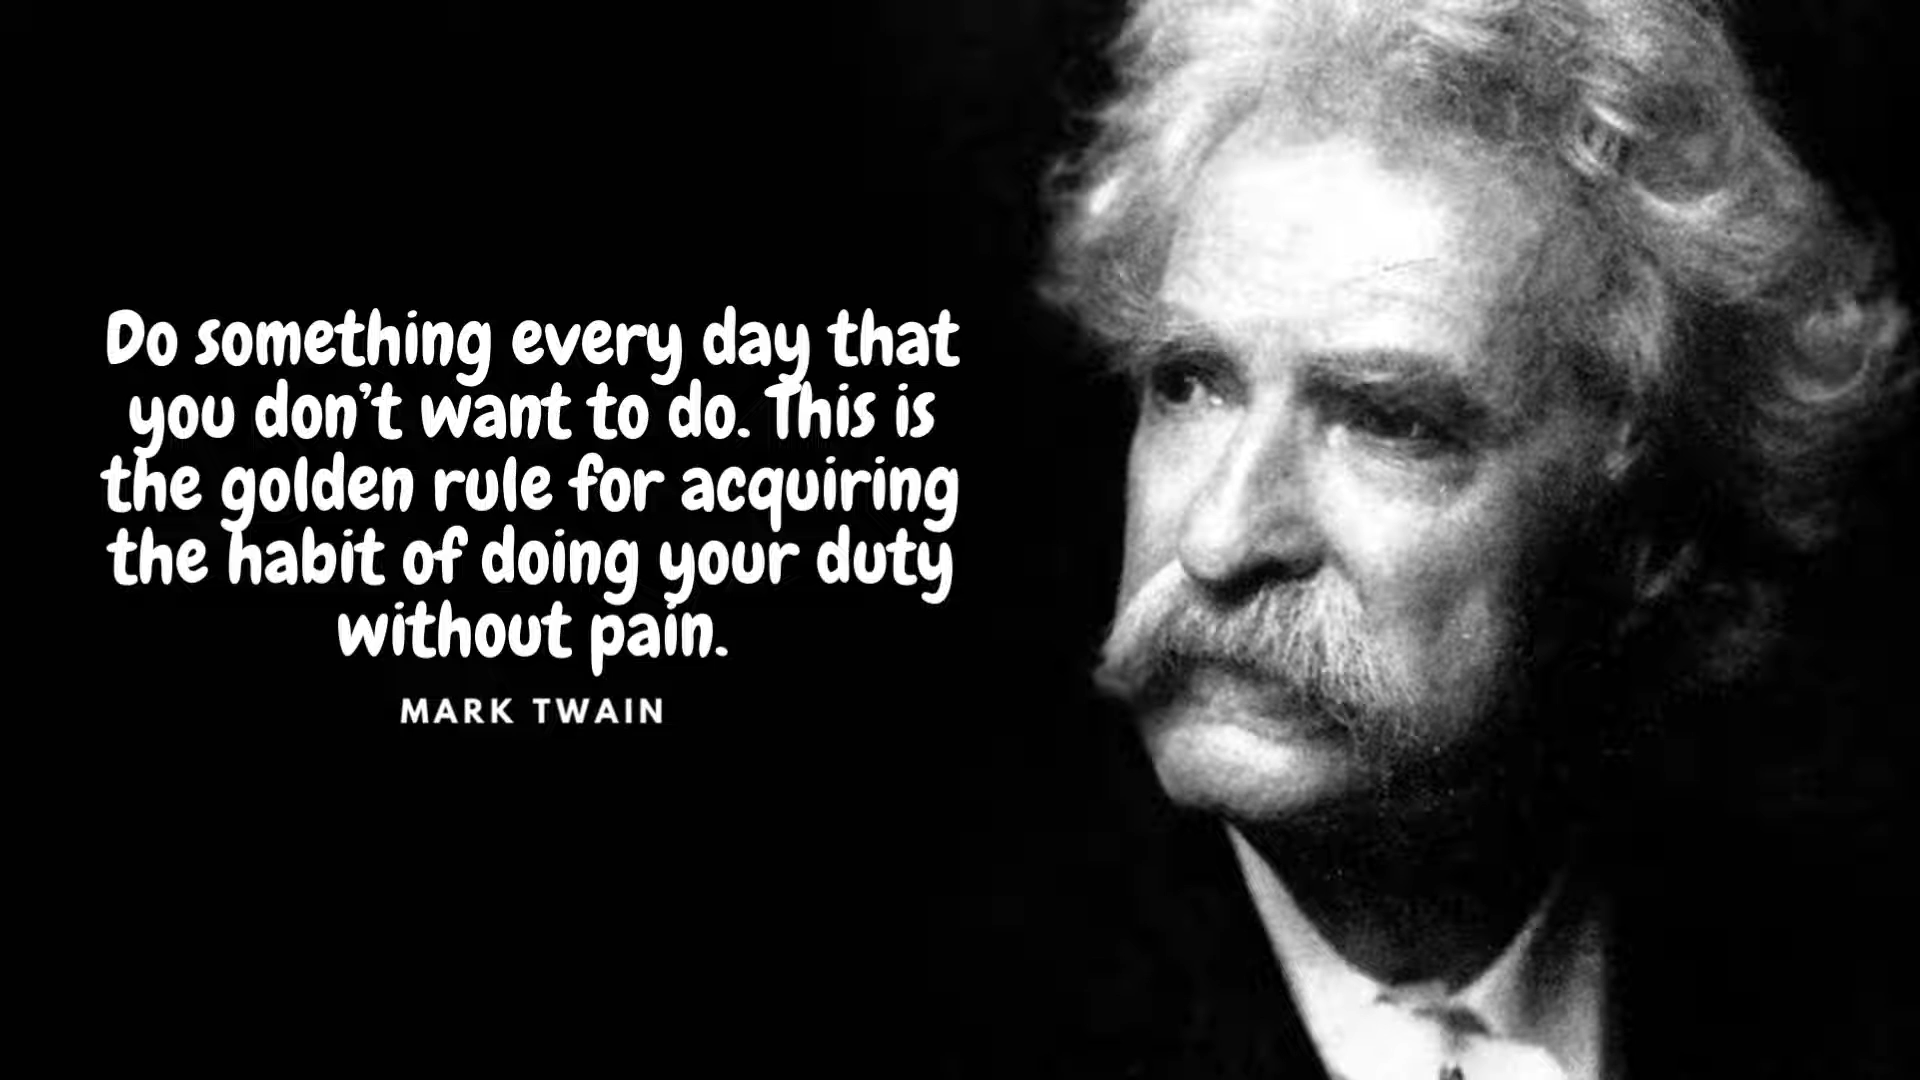 Do something every day that
you don't want to do. This is
the golden rule for acquiring
the habit of doing your duty
without pain.
MARK TWAIN